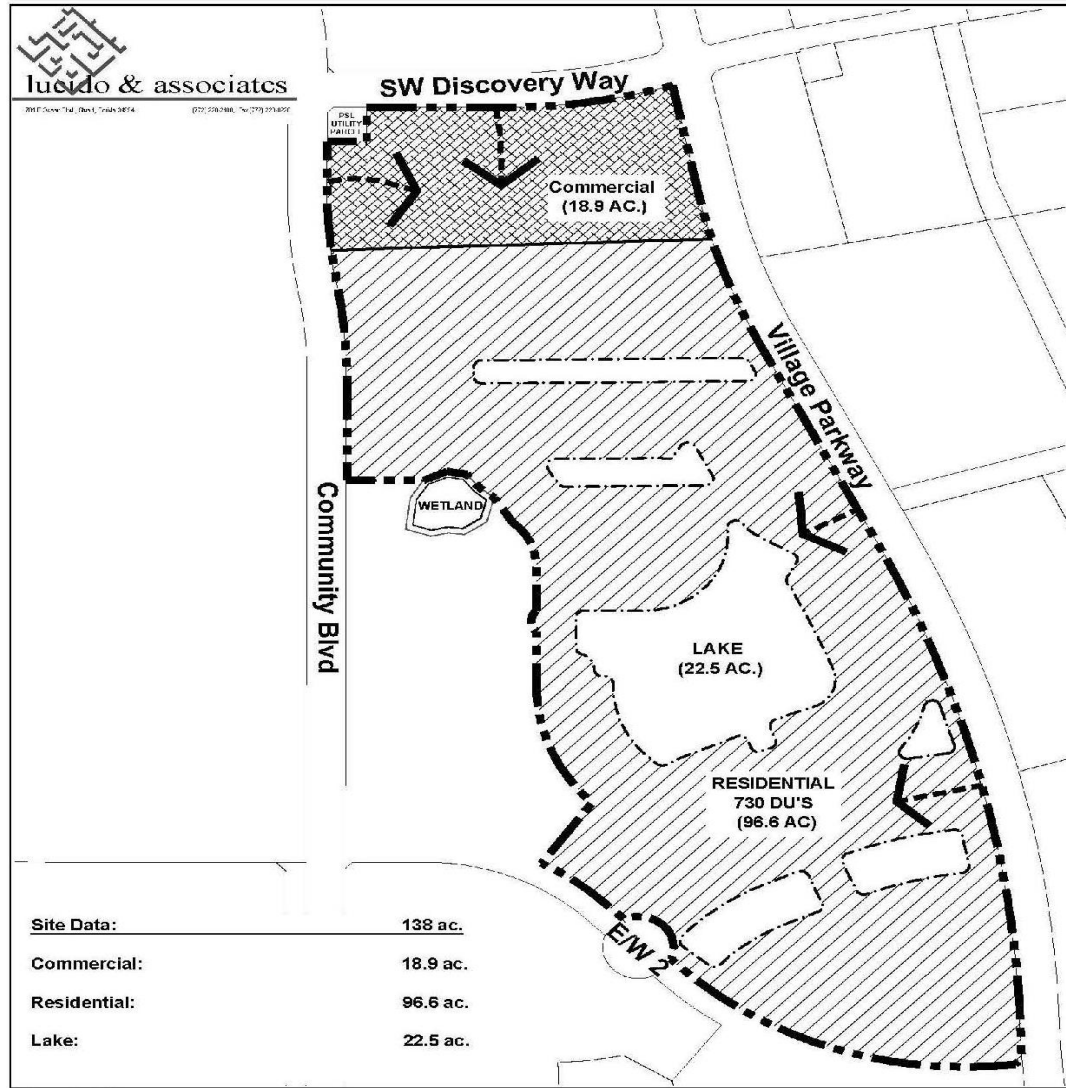 lucido & associates
SW Discovery Way
PSL
UTILITY
PARCEL
Commercial
(18.9 AC.)
Village Parkway
WETLAND
Community Blvd
LAKE
(22.5 AC.)
RESIDENTIAL
730 DU'S
(96.6 AC)
E/W 2
Site Data: 138 ac.
Commercial: 18.9 ac.
Residential: 96.6 ac.
Lake: 22.5 ac.